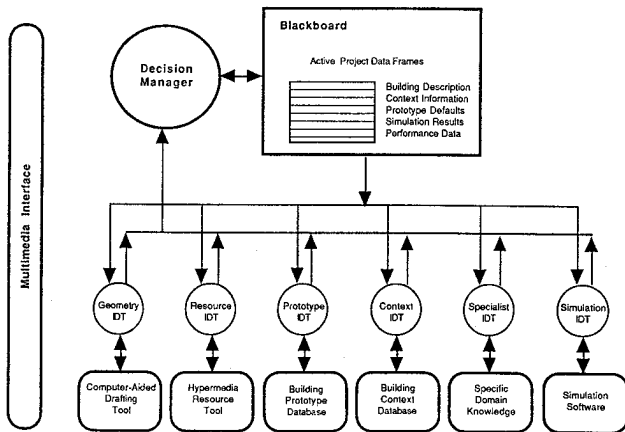 Blackboard
Active Project Data Frames
Decision
Manager
Building Description
Context Information
Prototype Defaults
Simulation Results
Performance Data
Multimedia Interface
Geometry
IDT
Resource
IDT
Prototype
IDT
Context
IDT
Specialist
IDT
Simulation
IDT
Computer-Aided
Drafting
Tool
Hypermedia
Resource
Tool
Building
Prototype
Database
Building
Context
Database
Specific
Domain
Knowledge
Simulation
Software